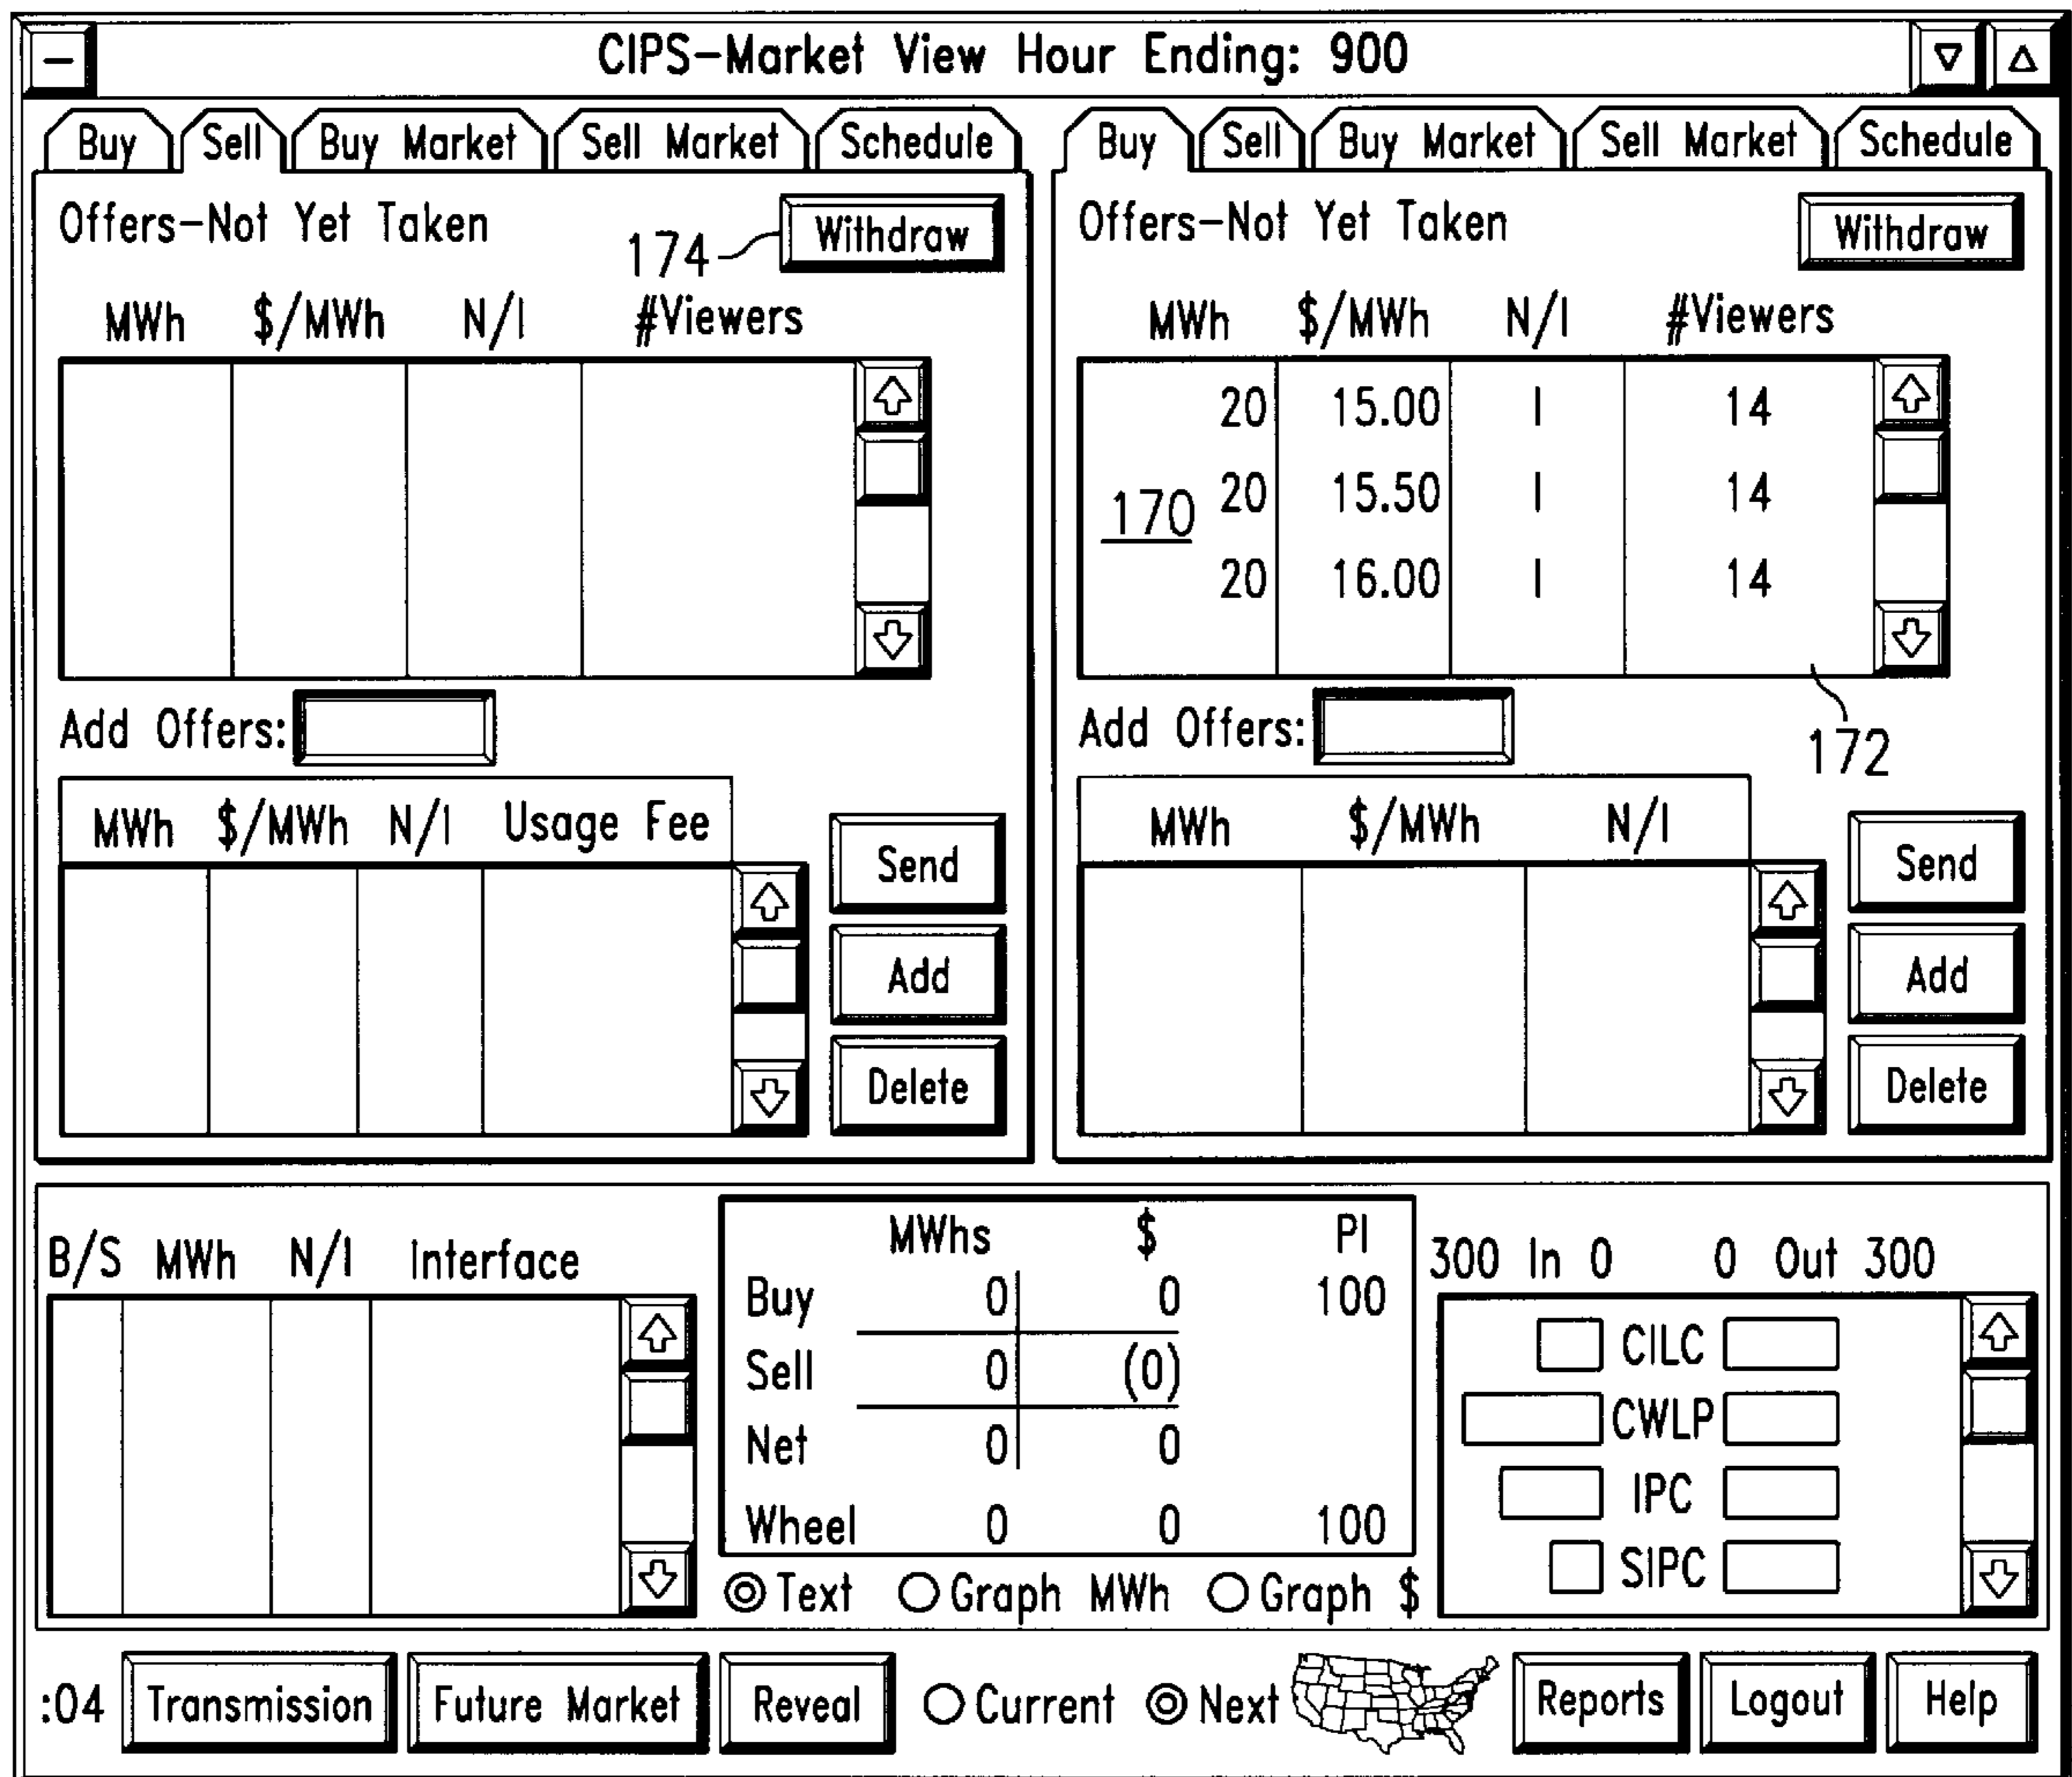 CIPS-Market View Hour Ending: 900
Buy Sell Buy Market Sell Market Schedule
Offers-Not Yet Taken
174
Withdraw
MWh $/MWh N/I #Viewers
Add Offers:
MWh $/MWh N/I Usage Fee
Send
Add
Delete
Buy Sell Buy Market Sell Market Schedule
Offers-Not Yet Taken
Withdraw
MWh $/MWh N/I #Viewers
20 15.00 I 14
170
20 15.50 I 14
20 16.00 I 14
Add Offers:
172
MWh $/MWh N/I
Send
Add
Delete
B/S MWh N/I Interface
MWhs $ PI
Buy 0 0 100
Sell 0 (0)
Net 0 0
Wheel 0 0 100
Text Graph MWh Graph $
300 In 0 0 Out 300
CILC
CWLP
IPC
SIPC
:04 Transmission Future Market Reveal Current Next Reports Logout Help